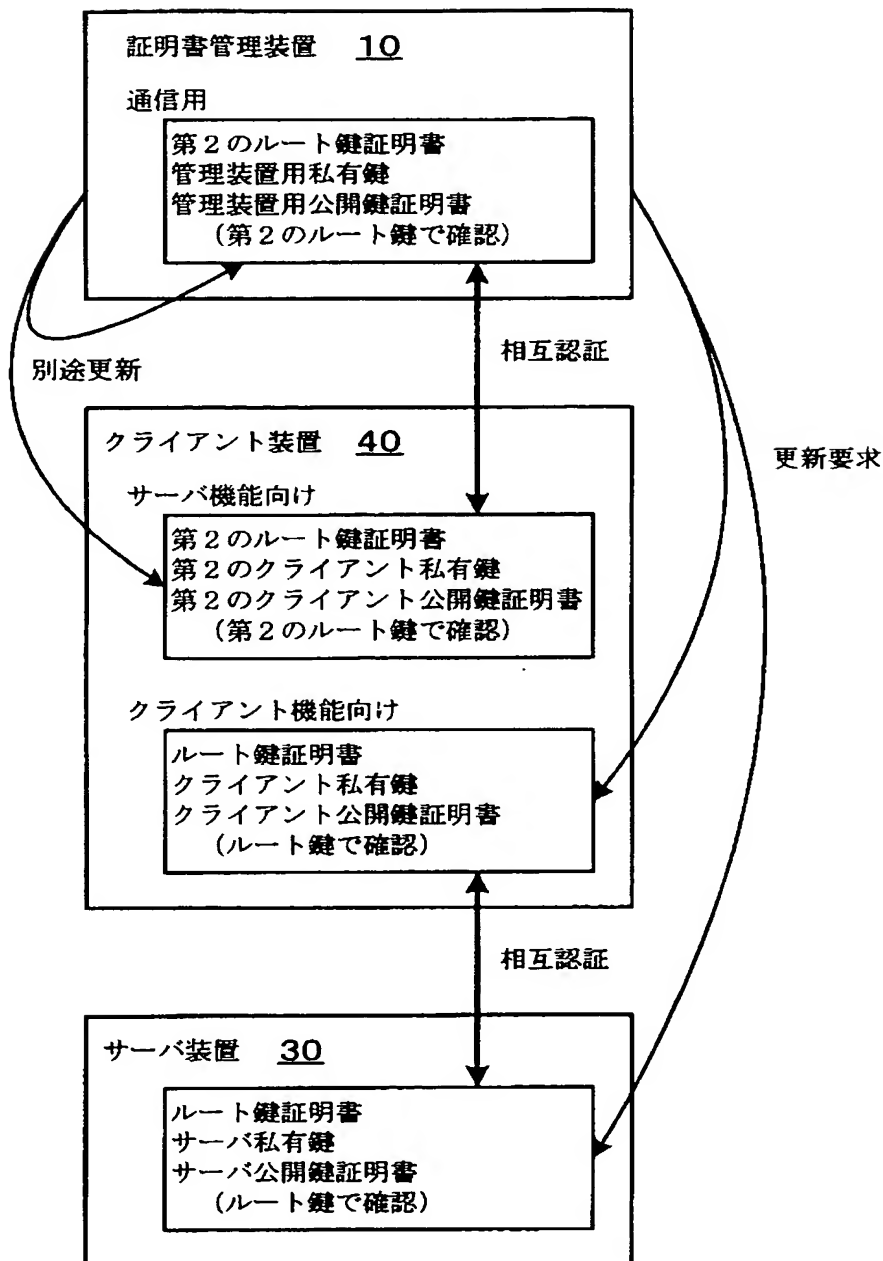 証明書管理装置 10
通信用
第2のルート鍵証明書
管理装置用私有鍵
管理装置用公開鍵証明書
(第2のルート鍵で確認)
相互認証
別途更新
クライアント装置 40
更新要求
サーバ機能向け
第2のルート鍵証明書
第2のクライアント私有鍵
第2のクライアント公開鍵証明書
(第2のルート鍵で確認)
クライアント機能向け
ルート鍵証明書
クライアント私有鍵
クライアント公開鍵証明書
(ルート鍵で確認)
相互認証
サーバ装置 30
ルート鍵証明書
サーバ私有鍵
サーバ公開鍵証明書
(ルート鍵で確認)